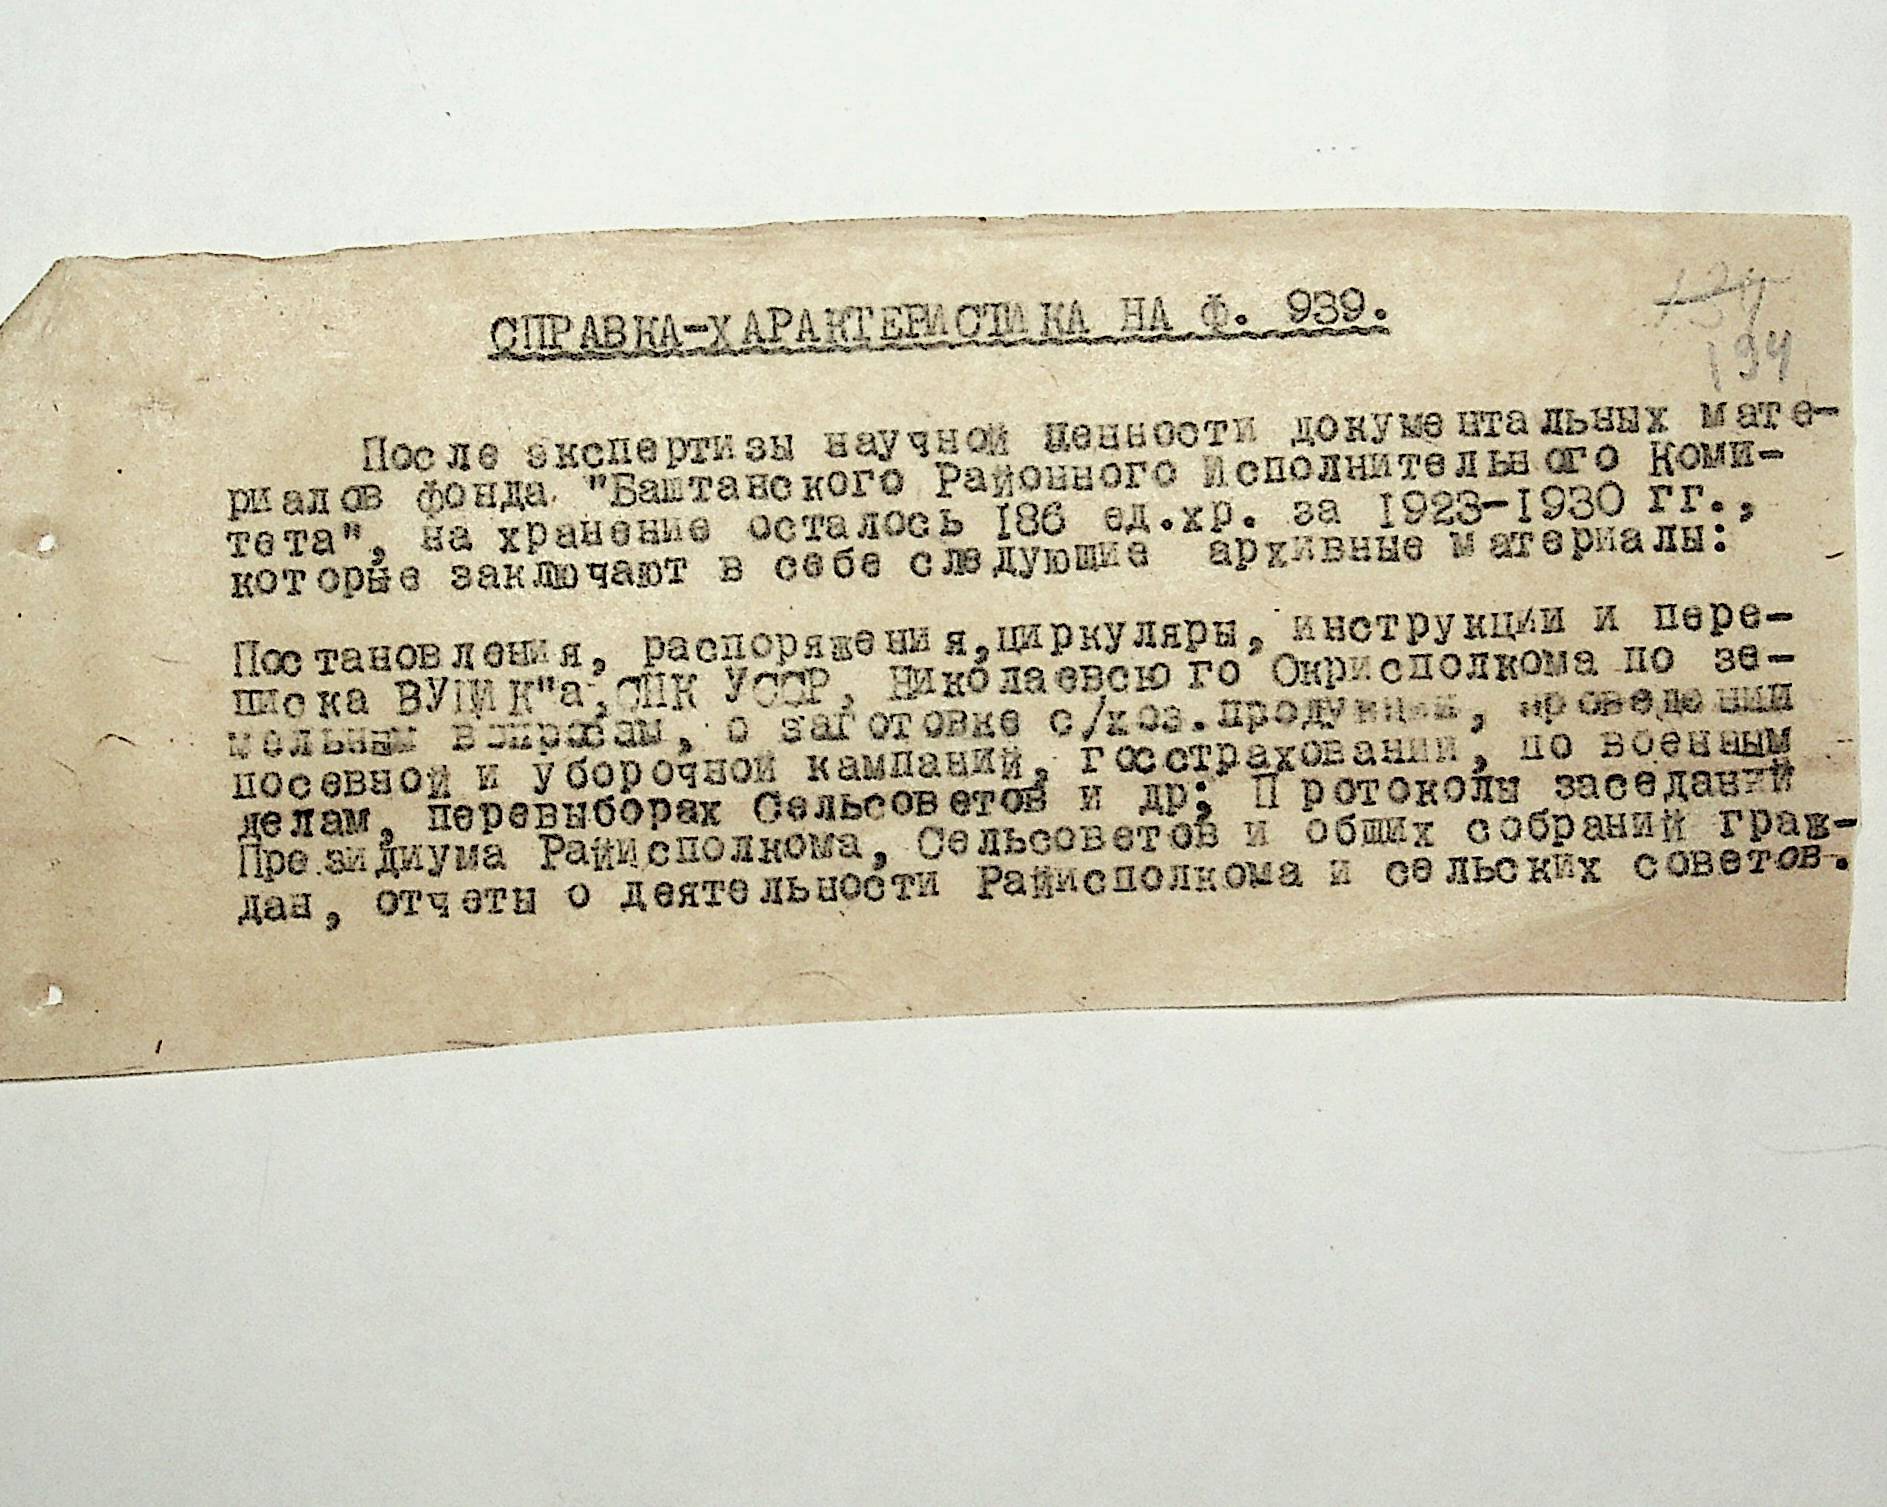 194
СПРАВКА-ХАРАКТЕРИСТИКА НА Ф. 939.
После экспертизы научной ценности документальных мате-
риалов фонда "Баштанского Районного Исполнительного Коми-
тета", на хранение осталось 186 ед.хр. за 1923-1930 гг.,
которые заключают в себе следующие архивные материалы:
Постановления, распоряжения,циркуляры, инструкции и пере-
писка ВУЦИК"а,СНК УССР, Николаевского Окрисполкома по зе-
мельным вопросам, о заготовке с/хоз.продукции, проведении
посевной и уборочной кампаний, госстраховании, по военным
делам, перевыборах Сельсоветов и др; Протоколы заседаний
Президиума Райисполкома, Сельсоветов и общих собраний граж-
дан, отчеты о деятельности Райисполкома и сельских советов.